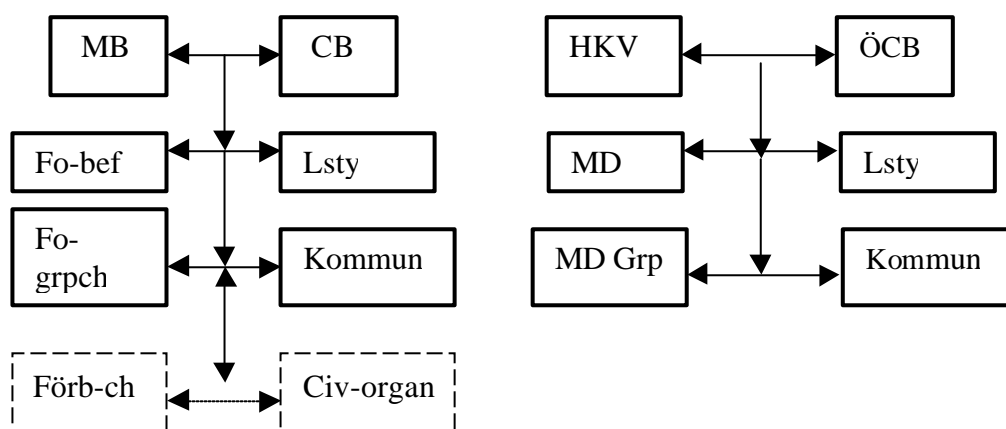 MB
CB
HKV
ÖCB
Fo-bef
Lsty
MD
Lsty
Fo-
grpch
Kommun
MD Grp
Kommun
Förb-ch
Civ-organ